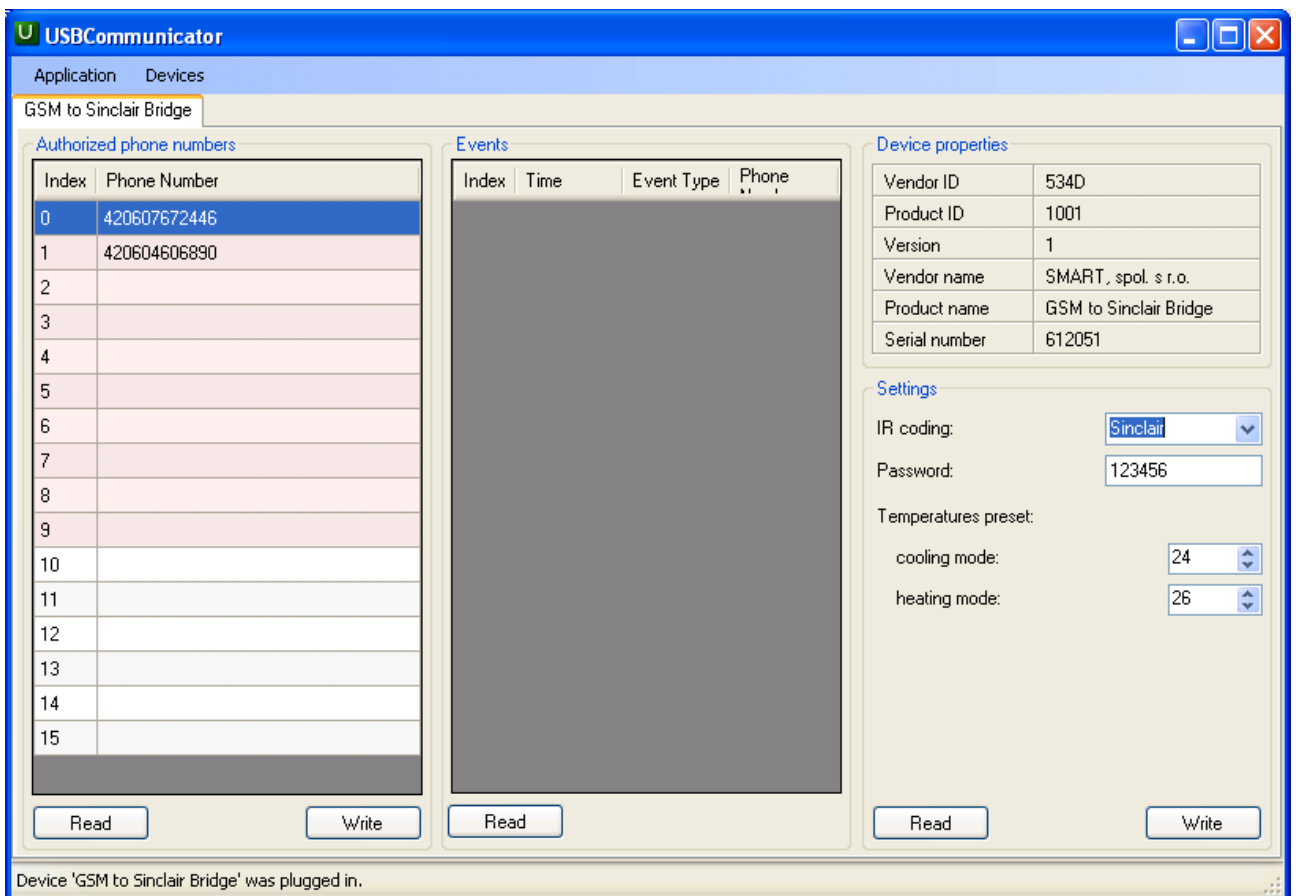 USBCommunicator
Application Devices
GSM to Sinclair Bridge
Authorized phone numbers
Index Phone Number
0 420607672446
1 420604606890
2
3
4
5
6
7
8
9
10
11
12
13
14
15
Read Write
Events
Index Time Event Type Phone
Read
Device properties
Vendor ID 534D
Product ID 1001
Version 1
Vendor name SMART, spol. s r.o.
Product name GSM to Sinclair Bridge
Serial number 612051
Settings
IR coding: Sinclair
Password: 123456
Temperatures preset:
cooling mode: 24
heating mode: 26
Read Write
Device 'GSM to Sinclair Bridge' was plugged in.